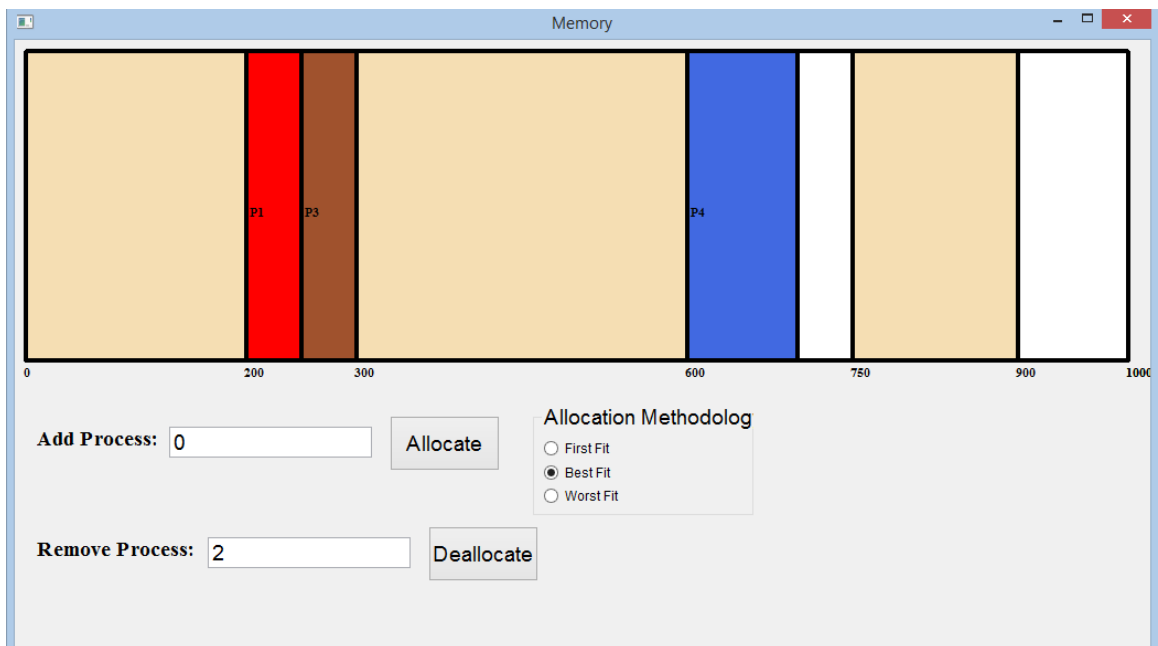 Memory
P1 P3 P4
0 200 300 600 750 900 1000
Allocation Methodolog
Add Process: 0 Allocate
First Fit
Best Fit
Worst Fit
Remove Process: 2 Deallocate